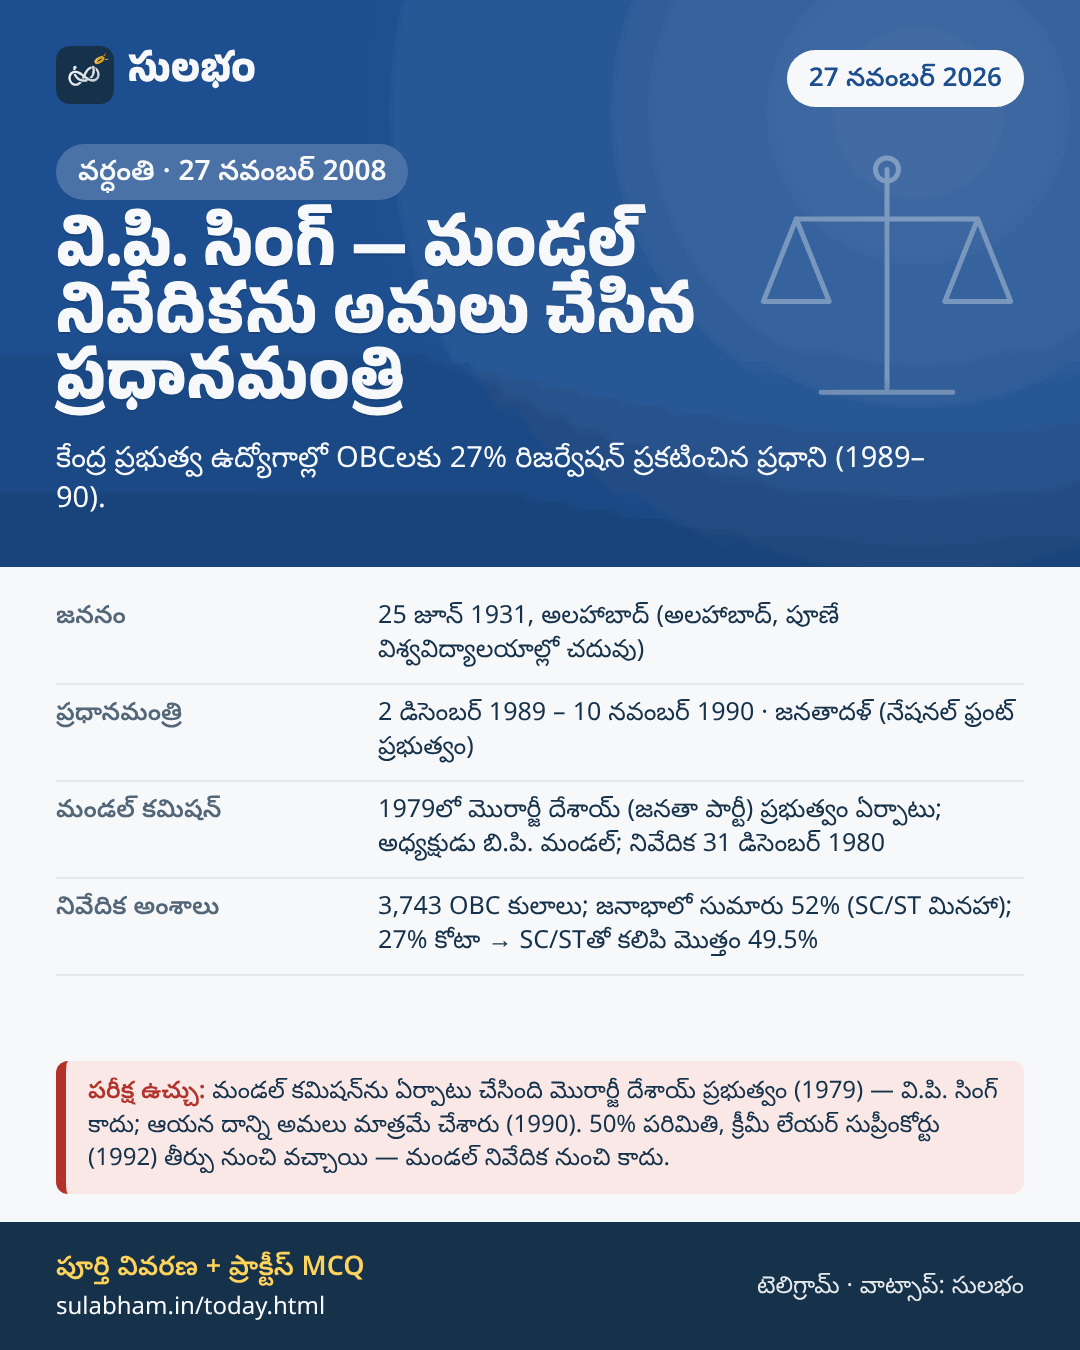 సులభం
27 నవంబర్ 2026
వర్ధంతి · 27 నవంబర్ 2008
వి.పి. సింగ్ — మండల్
నివేదికను అమలు చేసిన
ప్రధానమంత్రి
కేంద్ర ప్రభుత్వ ఉద్యోగాల్లో OBCలకు 27% రిజర్వేషన్ ప్రకటించిన ప్రధాని (1989–
90).
జననం
25 జూన్ 1931, అలహాబాద్ (అలహాబాద్, పూణే
విశ్వవిద్యాలయాల్లో చదువు)
ప్రధానమంత్రి
2 డిసెంబర్ 1989 – 10 నవంబర్ 1990 · జనతాదళ్ (నేషనల్ ఫ్రంట్
ప్రభుత్వం)
మండల్ కమిషన్
1979లో మొరార్జీ దేశాయ్ (జనతా పార్టీ) ప్రభుత్వం ఏర్పాటు;
అధ్యక్షుడు బి.పి. మండల్; నివేదిక 31 డిసెంబర్ 1980
నివేదిక అంశాలు
3,743 OBC కులాలు; జనాభాలో సుమారు 52% (SC/ST మినహా);
27% కోటా → SC/STతో కలిపి మొత్తం 49.5%
పరీక్ష ఉచ్చు: మండల్ కమిషన్‌ను ఏర్పాటు చేసింది మొరార్జీ దేశాయ్ ప్రభుత్వం (1979) — వి.పి. సింగ్
కాదు; ఆయన దాన్ని అమలు మాత్రమే చేశారు (1990). 50% పరిమితి, క్రీమీ లేయర్ సుప్రీంకోర్టు
(1992) తీర్పు నుంచి వచ్చాయి — మండల్ నివేదిక నుంచి కాదు.
పూర్తి వివరణ + ప్రాక్టీస్ MCQ
sulabham.in/today.html
టెలిగ్రామ్ · వాట్సాప్: సులభం